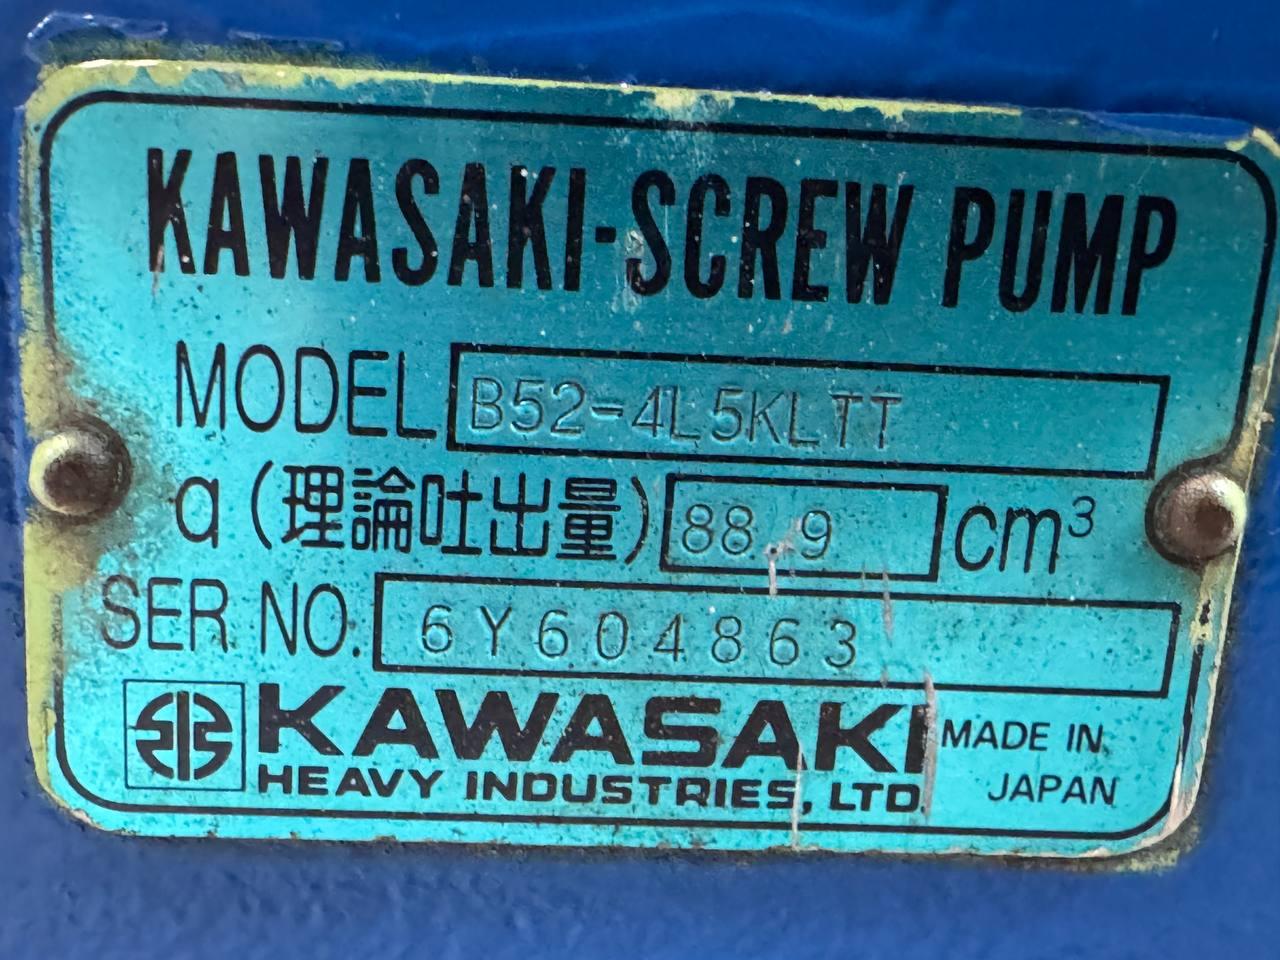 KAWASAKI-SCREW PUMP
MODEL B52-4L5KLTT
q (理論吐出量) 88.9 cm³
SER NO. 6Y604863
KAWASAKI
HEAVY INDUSTRIES, LTD.
MADE IN
JAPAN